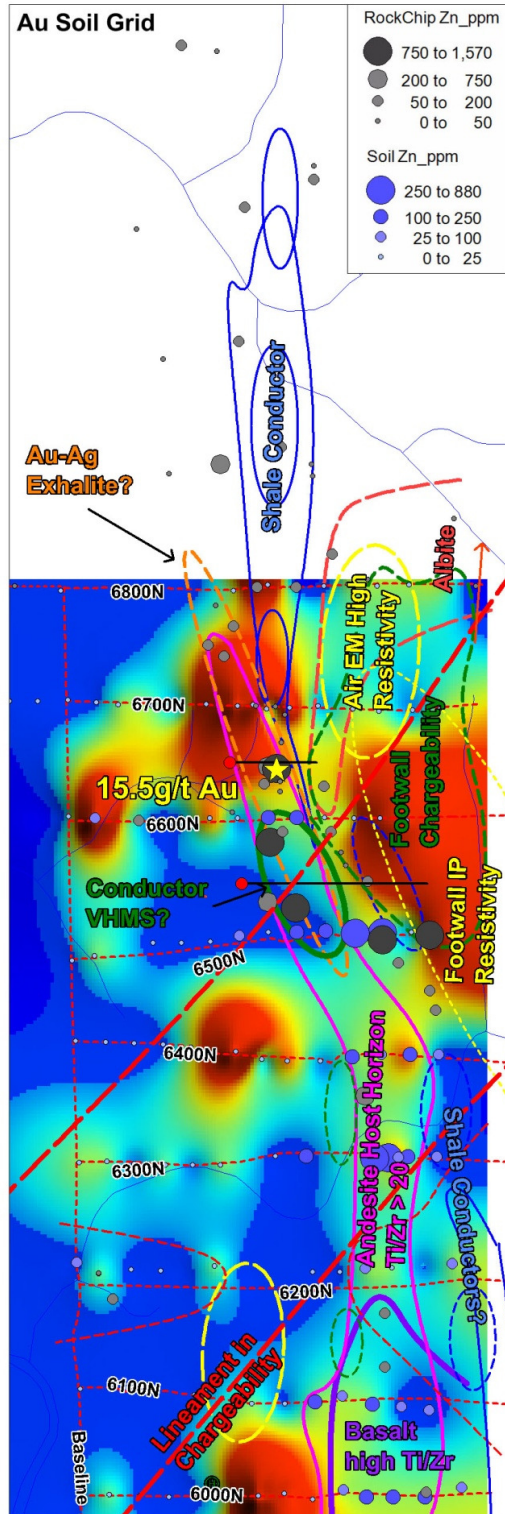 Au Soil Grid
RockChip Zn_ppm
750 to 1,570
200 to 750
50 to 200
0 to 50
Soil Zn_ppm
250 to 880
100 to 250
25 to 100
0 to 25
Shale Conductor
Au-Ag
Exhalite?
Albite
6800N
Air EM High
Resistivity
6700N
Footwall
Chargeability
15.5g/t Au
6600N
Conductor
VHMS?
Footwall IP
Resistivity
6500N
6400N
Andesite Host Horizon
Ti/Zr > 20
Shale Conductors?
6300N
6200N
Lineament in
Chargeability
6100N
Basalt
high Ti/Zr
Baseline
6000N